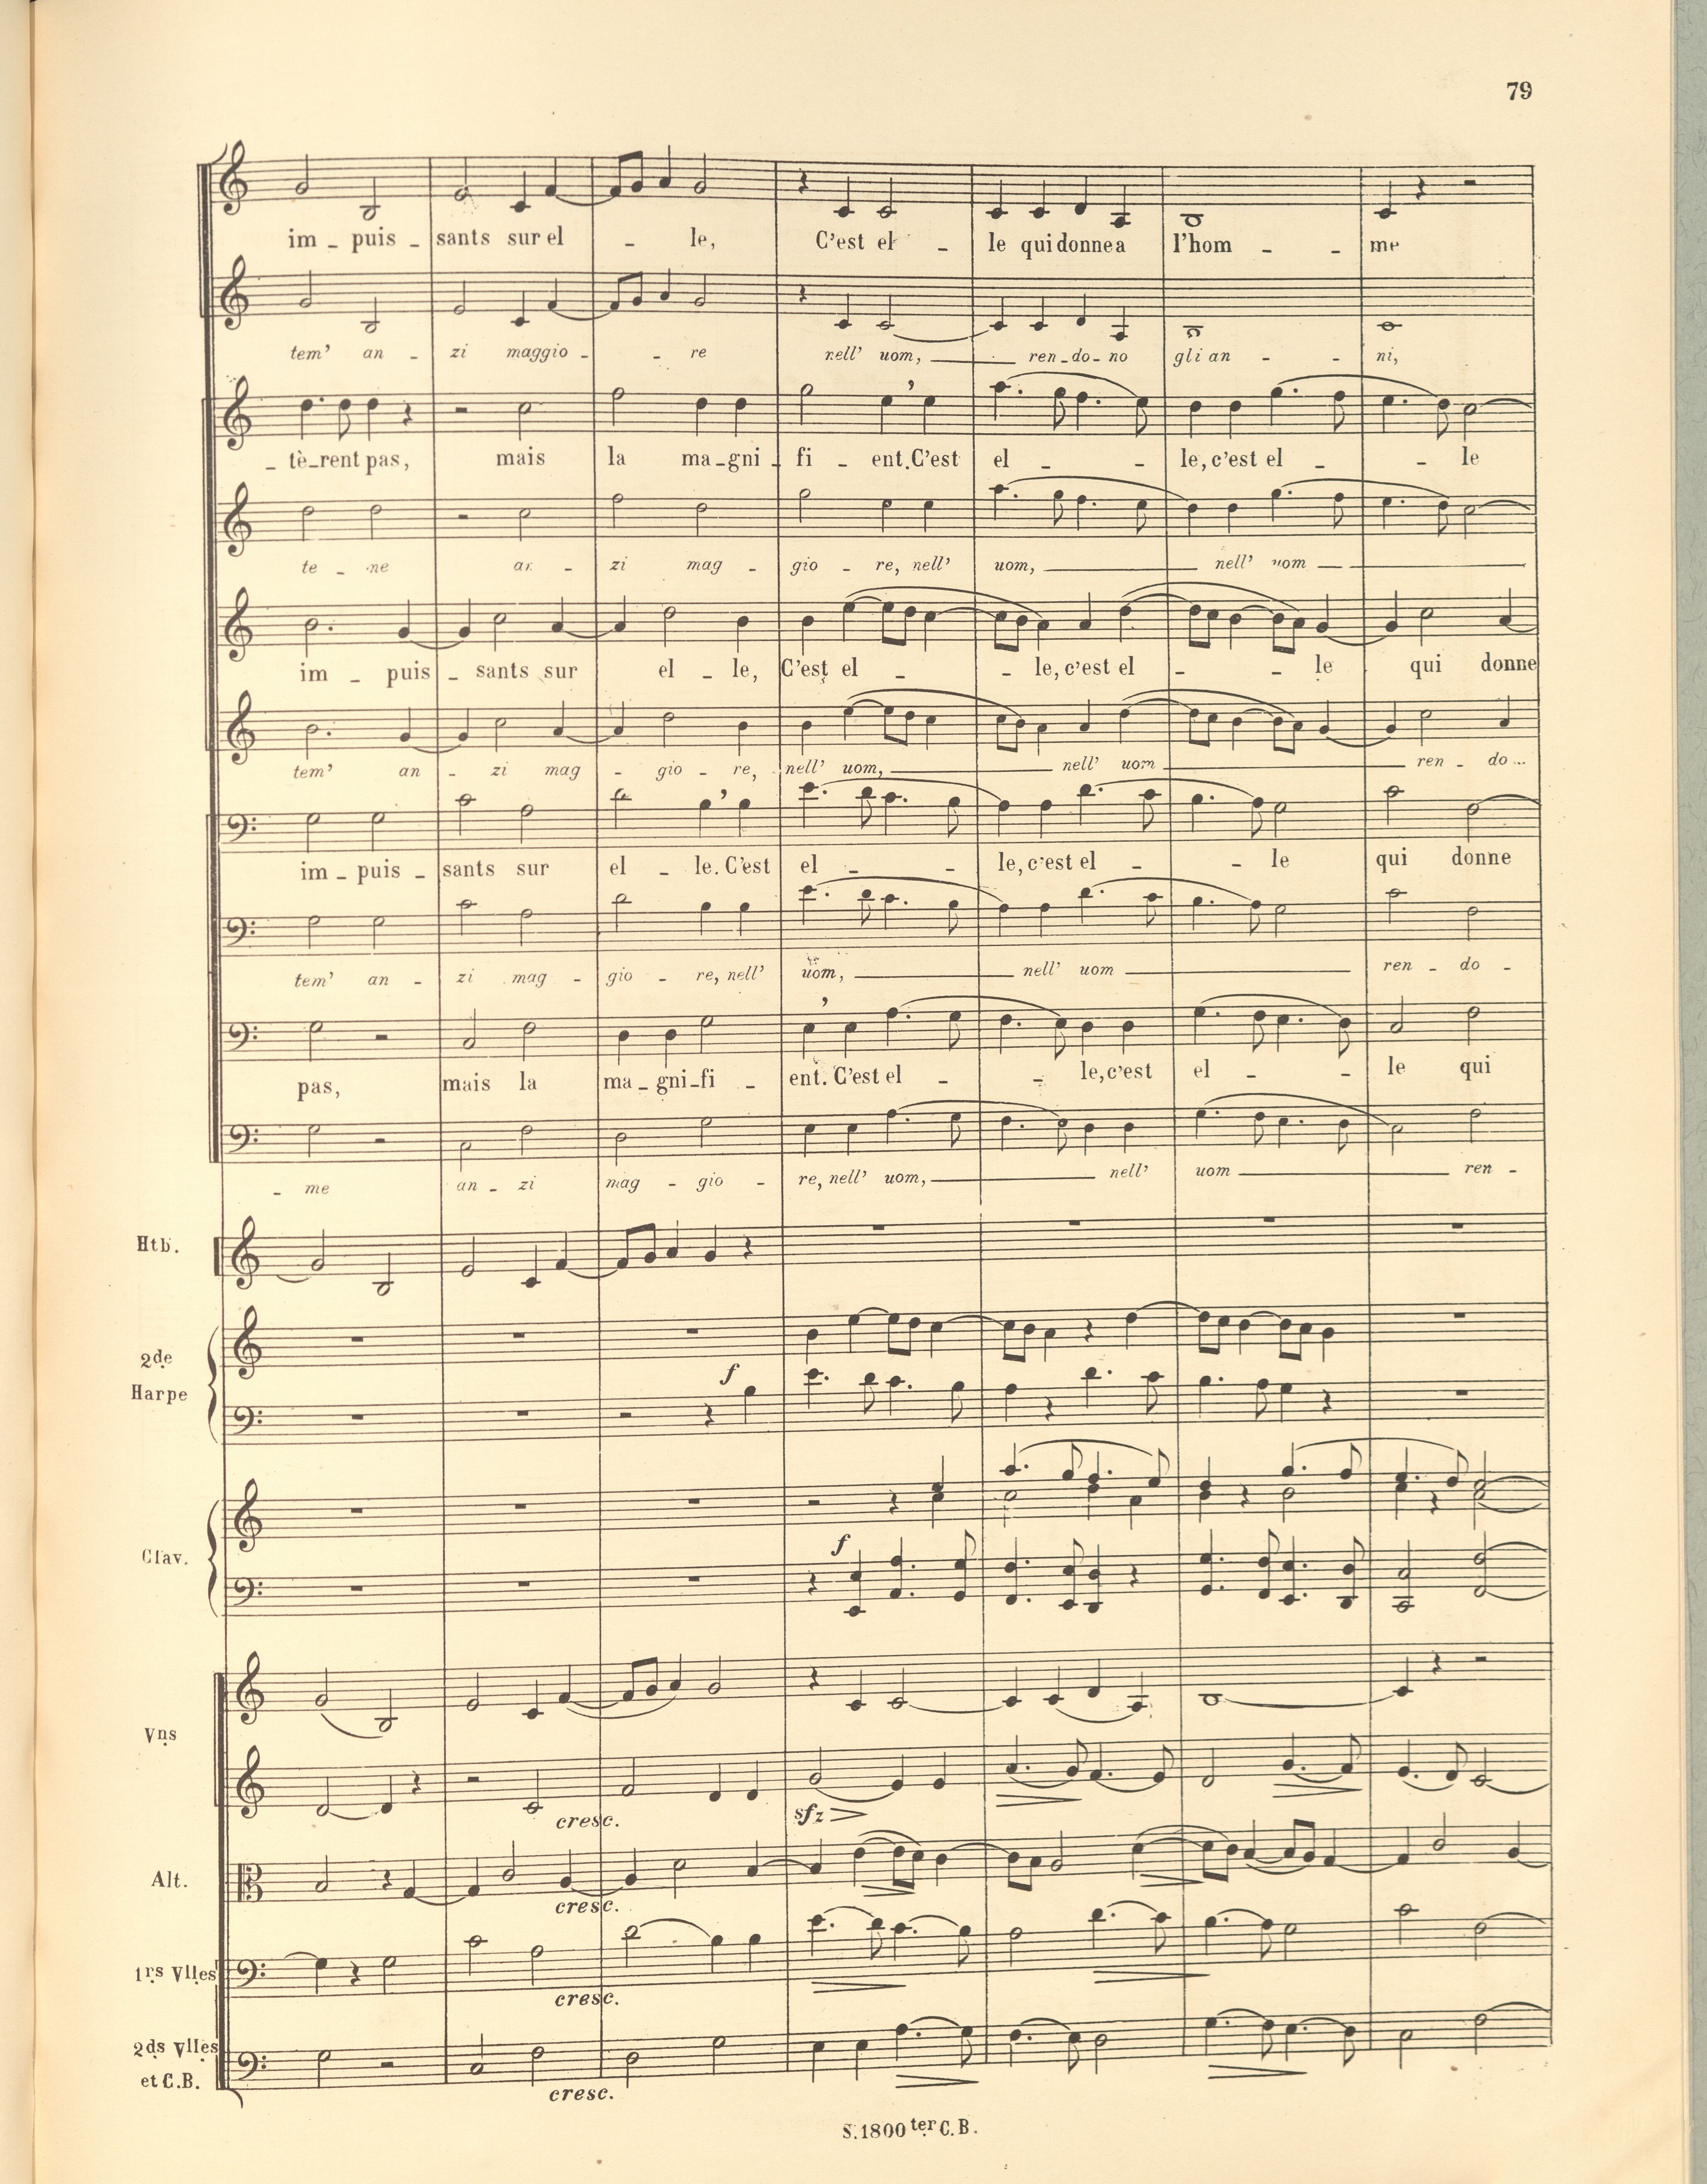 79
im - puis - sants sur el - le, C'est el - le qui donne a l'hom - - me
tem' an - zi maggio - - re nell' uom, ren-do-no gli an - - ni,
- tè-rent pas, mais la ma-gni - fi - ent. C'est el - - le, c'est el - - le
te - ne an - zi mag - gio - re, nell' uom, nell' uom
im - puis - sants sur el - le, C'est el - - le, c'est el - - le qui donne
tem' an - zi mag - gio - re, nell' uom, nell' uom ren - do...
im - puis - sants sur el - le. C'est el - - le, c'est el - - le qui donne
tem' an - zi mag - gio - re, nell' uom, nell' uom ren - do -
pas, mais la ma - gni-fi - ent. C'est el - - le, c'est el - - le qui
- me an - zi mag - gio - re, nell' uom, nell' uom ren -
Htb.
2de
Harpe
f
Clav.
f
Vns
cresc.
sfz
Alt.
cresc.
1rs Vlles
cresc.
2ds Vlles
et C.B.
cresc.
S. 1800 ter C. B.